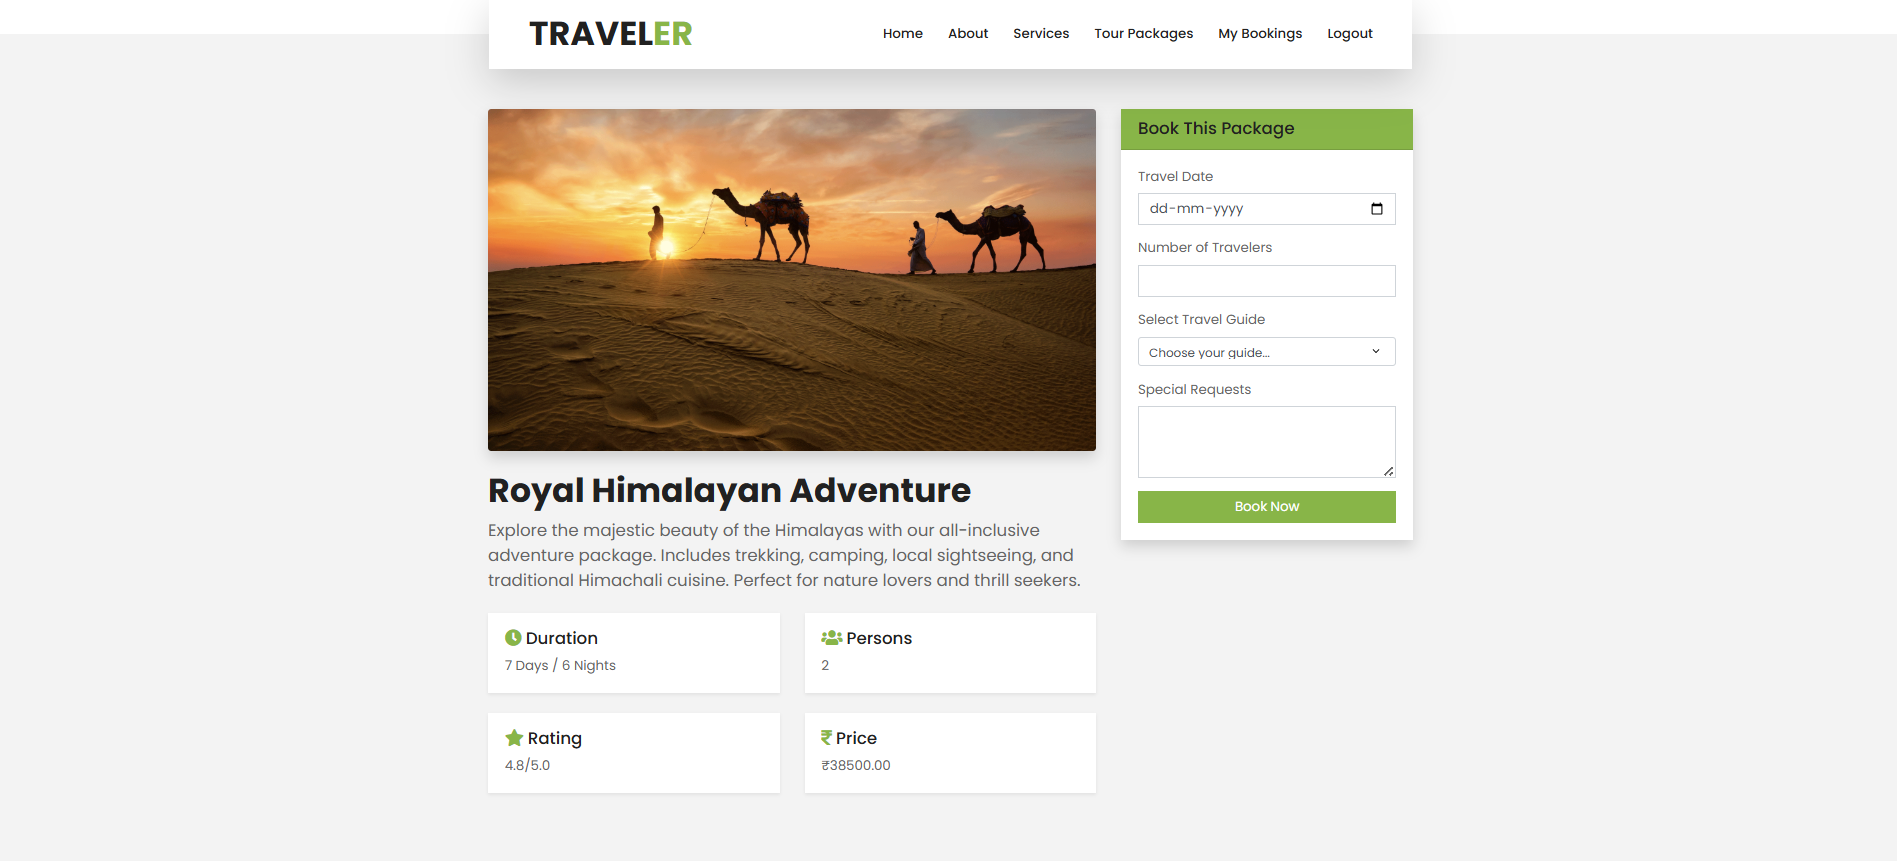 TRAVELER
Home About Services Tour Packages My Bookings Logout
Royal Himalayan Adventure
Explore the majestic beauty of the Himalayas with our all-inclusive
adventure package. Includes trekking, camping, local sightseeing, and
traditional Himachali cuisine. Perfect for nature lovers and thrill seekers.
Duration
7 Days / 6 Nights
Persons
2
Rating
4.8/5.0
Price
₹38500.00
Book This Package
Travel Date
dd-mm-yyyy
Number of Travelers
Select Travel Guide
Choose your guide...
Special Requests
Book Now